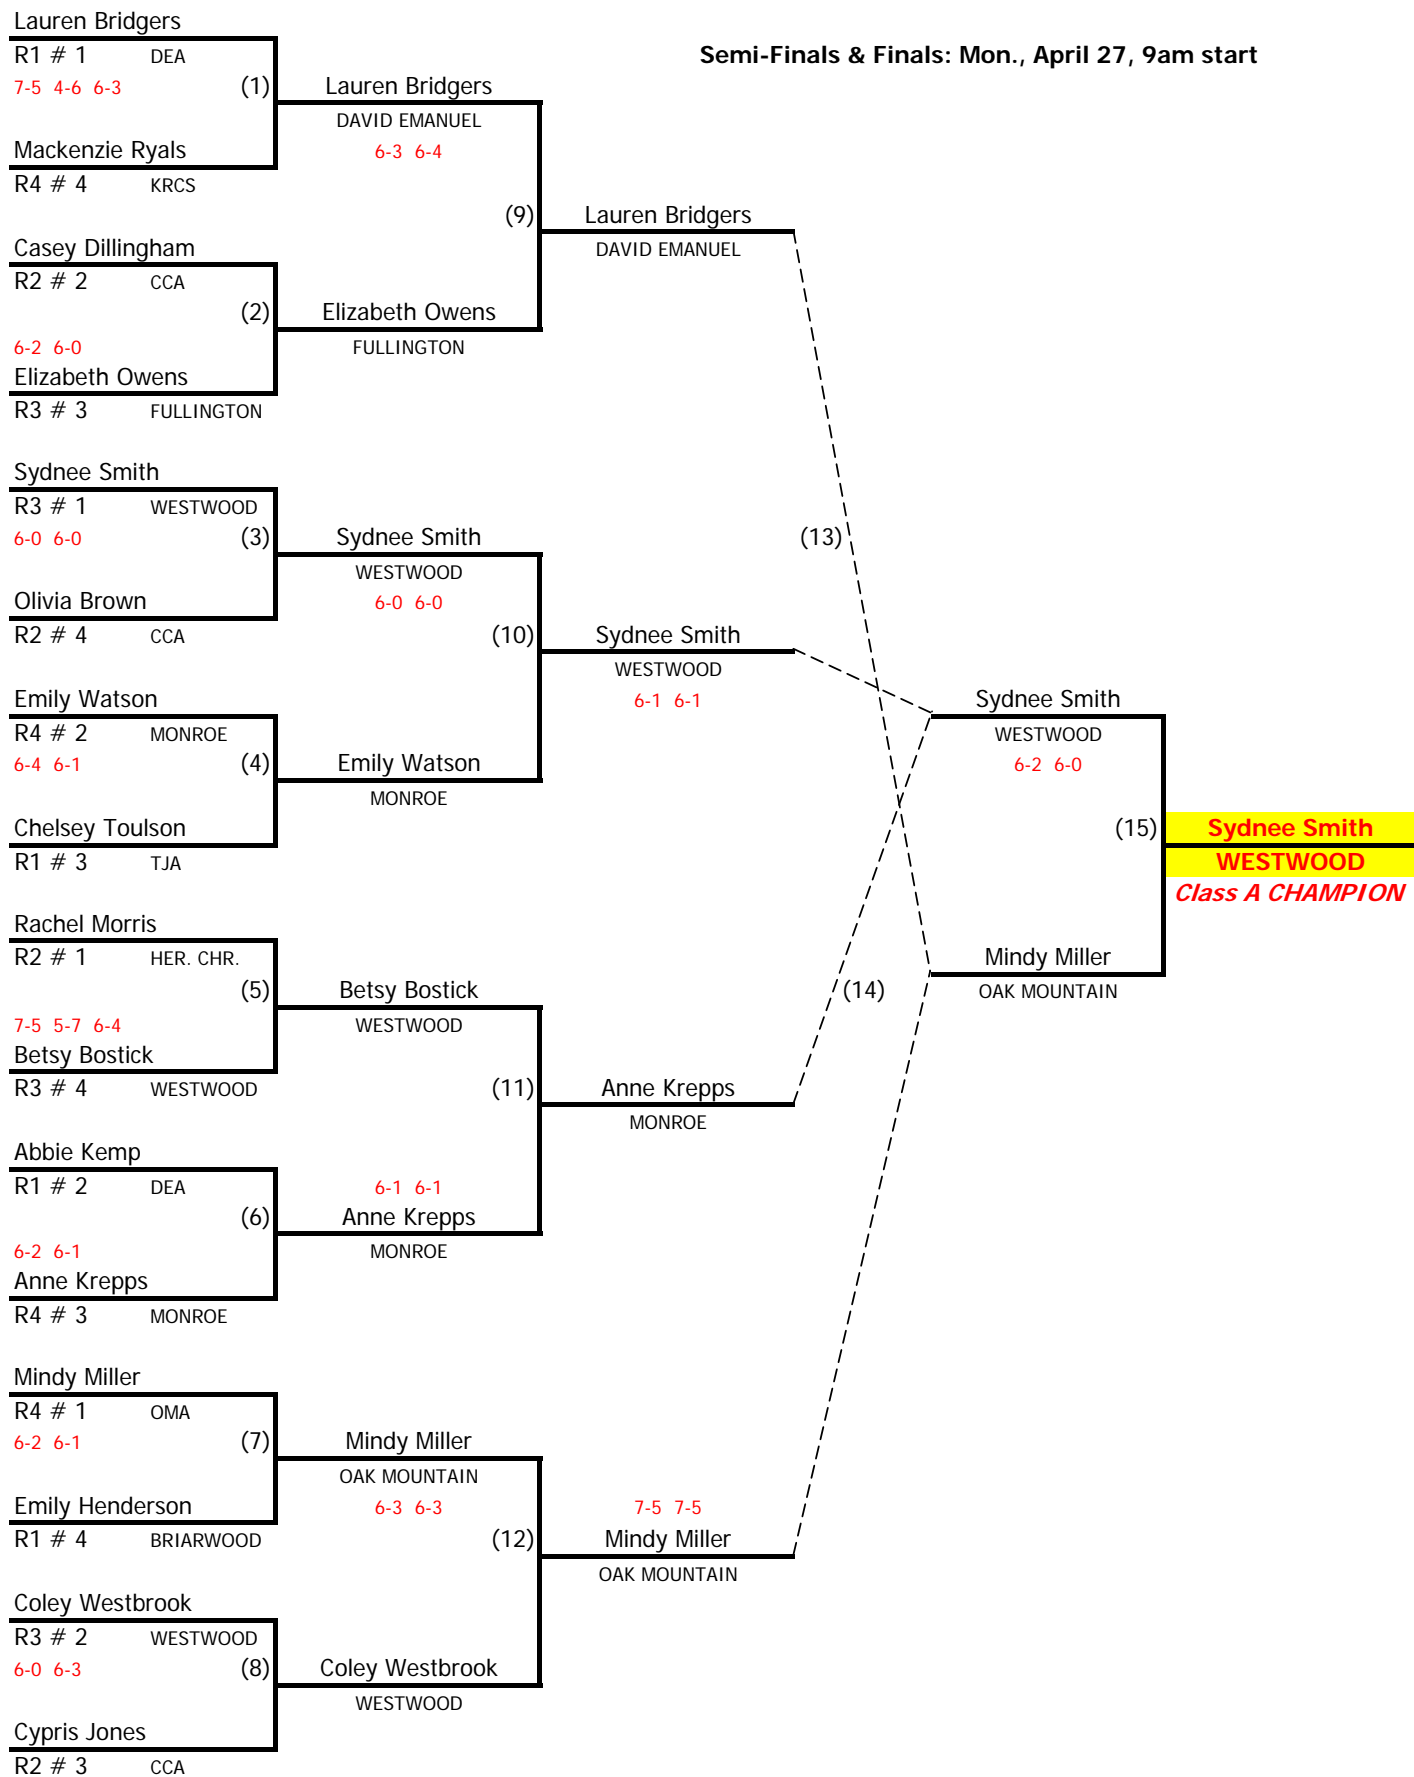 Lauren Bridgers
R1 # 1 DEA
Semi-Finals & Finals: Mon., April 27, 9am start
7-5 4-6 6-3 (1) Lauren Bridgers
DAVID EMANUEL
Mackenzie Ryals 6-3 6-4
R4 # 4 KRCS
(9) Lauren Bridgers
Casey Dillingham DAVID EMANUEL
R2 # 2 CCA
(2) Elizabeth Owens
6-2 6-0 FULLINGTON
Elizabeth Owens
R3 # 3 FULLINGTON
Sydnee Smith
R3 # 1 WESTWOOD
6-0 6-0 (3) Sydnee Smith (13)
WESTWOOD
Olivia Brown 6-0 6-0
R2 # 4 CCA (10) Sydnee Smith
WESTWOOD
Emily Watson 6-1 6-1 Sydnee Smith
R4 # 2 MONROE WESTWOOD
6-4 6-1 (4) Emily Watson 6-2 6-0
MONROE
Chelsey Toulson (15) Sydnee Smith
R1 # 3 TJA WESTWOOD
Class A CHAMPION
Rachel Morris
R2 # 1 HER. CHR. Mindy Miller
(5) Betsy Bostick (14) OAK MOUNTAIN
7-5 5-7 6-4 WESTWOOD
Betsy Bostick
R3 # 4 WESTWOOD (11) Anne Krepps
MONROE
Abbie Kemp
R1 # 2 DEA 6-1 6-1
(6) Anne Krepps
6-2 6-1 MONROE
Anne Krepps
R4 # 3 MONROE
Mindy Miller
R4 # 1 OMA
6-2 6-1 (7) Mindy Miller
OAK MOUNTAIN
Emily Henderson 6-3 6-3 7-5 7-5
R1 # 4 BRIARWOOD (12) Mindy Miller
OAK MOUNTAIN
Coley Westbrook
R3 # 2 WESTWOOD
6-0 6-3 (8) Coley Westbrook
WESTWOOD
Cypris Jones
R2 # 3 CCA